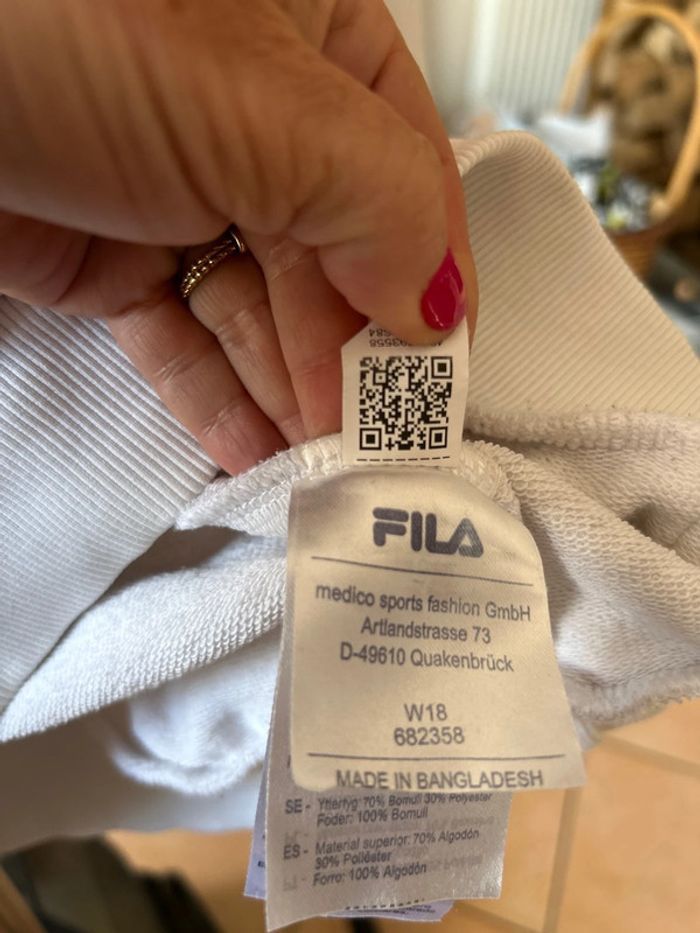 FILA
medico sports fashion GmbH
Artlandstrasse 73
D-49610 Quakenbrück
W18
682358
MADE IN BANGLADESH
SE - Yttertyg: 70% Bomull 30% Polyester
Foder: 100% Bomull
ES - Material superior: 70% Algodón
30% Poliéster
Forro: 100% Algodón